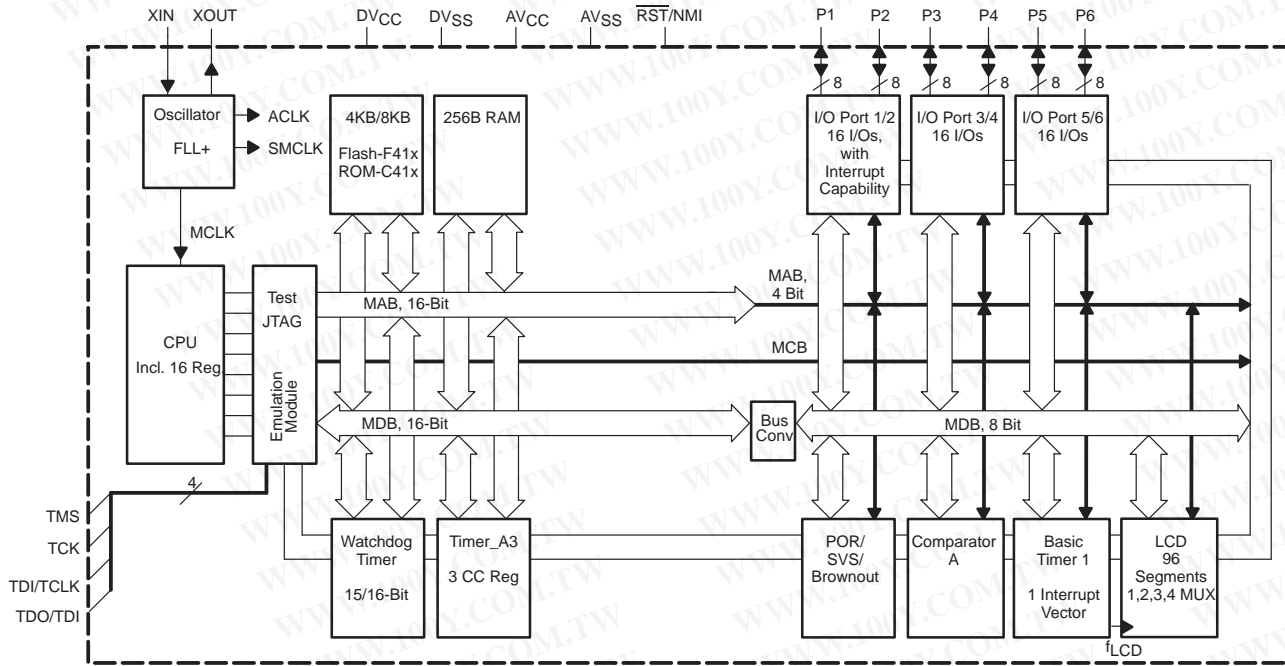 XIN XOUT DVCC DVSS AVCC AVSS RST/NMI P1 P2 P3 P4 P5 P6
8 8 8 8 8 8
Oscillator
FLL+
ACLK
SMCLK
4KB/8KB
Flash-F41x
ROM-C41x
256B RAM
I/O Port 1/2
16 I/Os,
with
Interrupt
Capability
I/O Port 3/4
16 I/Os
I/O Port 5/6
16 I/Os
MCLK
CPU
Incl. 16 Reg.
Test
JTAG
Emulation
Module
MAB, 16-Bit
MAB,
4 Bit
MCB
MDB, 16-Bit
Bus
Conv
MDB, 8 Bit
4
TMS
TCK
TDI/TCLK
TDO/TDI
Watchdog
Timer
15/16-Bit
Timer_A3
3 CC Reg
POR/
SVS/
Brownout
Comparator
A
Basic
Timer 1
1 Interrupt
Vector
LCD
96
Segments
1,2,3,4 MUX
fLCD
WWW.100Y.COM.TW